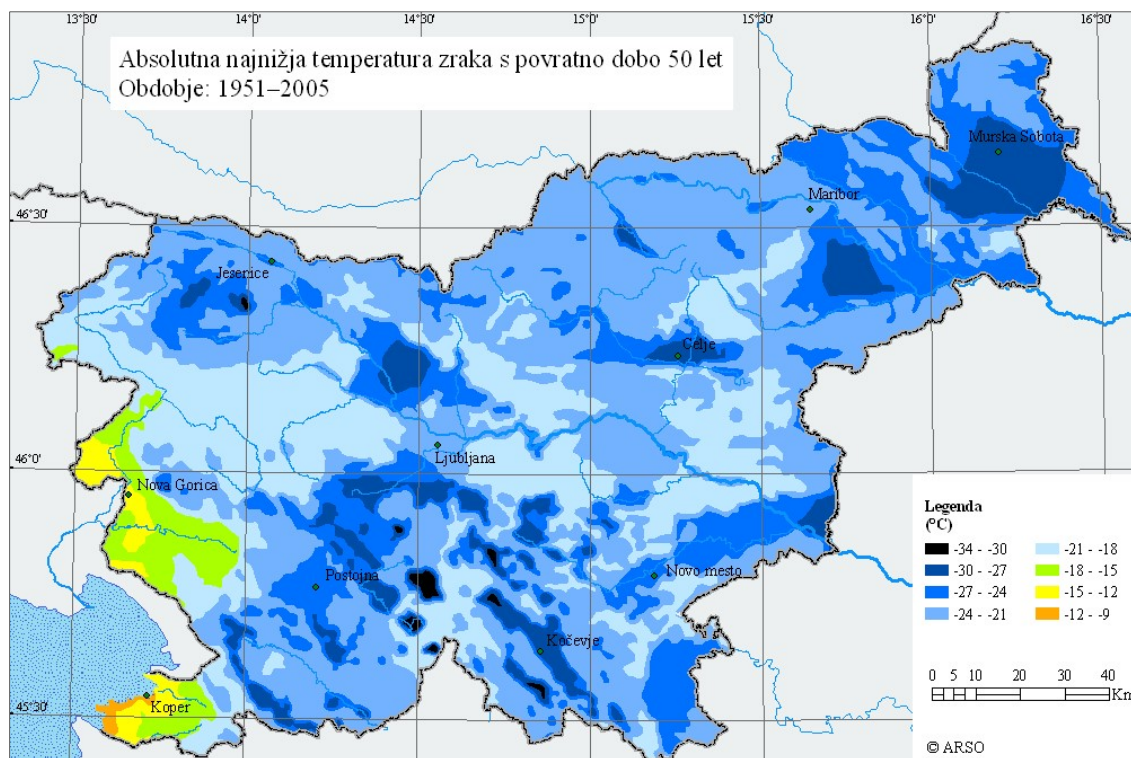 13°30'
14°0'
14°30'
15°0'
15°30'
16°0'
16°30'
Absolutna najnižja temperatura zraka s povratno dobo 50 let
Obdobje: 1951–2005
Murska Sobota
Maribor
46°30'
Jesenice
Celje
Ljubljana
46°0'
Nova Gorica
Postojna
Novo mesto
Kočevje
Koper
45°30'
Legenda
(°C)
-34 - -30
-30 - -27
-27 - -24
-24 - -21
-21 - -18
-18 - -15
-15 - -12
-12 - -9
0 5 10 20 30 40
Km
© ARSO